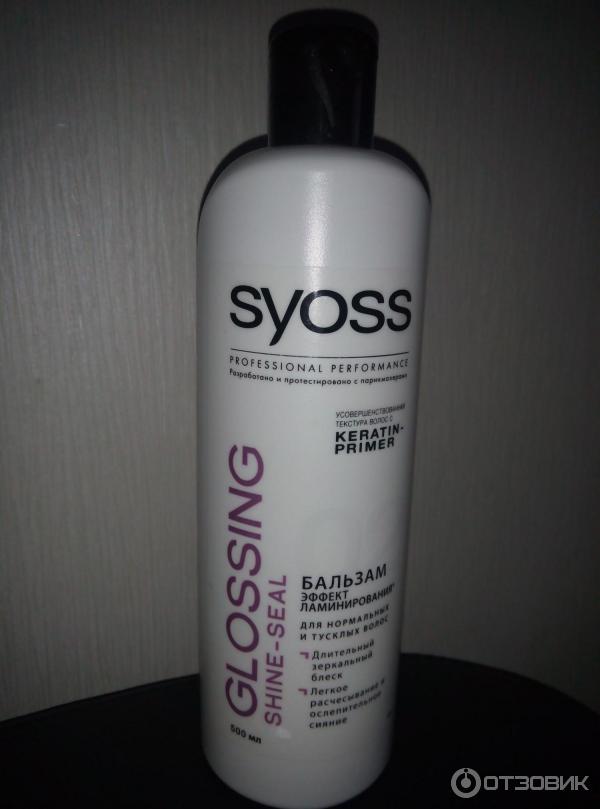 syoss
PROFESSIONAL PERFORMANCE
Разработано и протестировано с парикмахерами
УСОВЕРШЕНСТВОВАННАЯ
ТЕКСТУРА ВОЛОС С
KERATIN-
PRIMER
GLOSSING
SHINE-SEAL
БАЛЬЗАМ
ЭФФЕКТ
ЛАМИНИРОВАНИЯ*
ДЛЯ НОРМАЛЬНЫХ
И ТУСКЛЫХ ВОЛОС
Длительный
зеркальный
блеск
Легкое
расчесывание и
ослепительное
сияние
500 мл
ОТЗОВИК